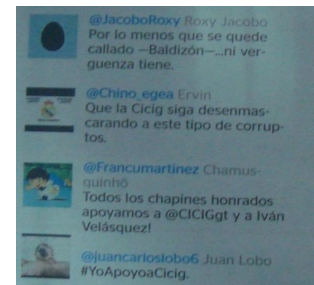 @JacoboRoxy Roxy Jacobo
Por lo menos que se quede
callado —Baldizón—...ni ver-
guenza tiene.
@Chino_egea Ervin
Que la Cicig siga desenmas-
carando a este tipo de corrup-
tos.
@Francumartinez Chamus-
quinhö
Todos los chapines honrados
apoyamos a @CICIGgt y a Iván
Velásquez!
@juancarloslobo6 Juan Lobo
#YoApoyoaCicig.